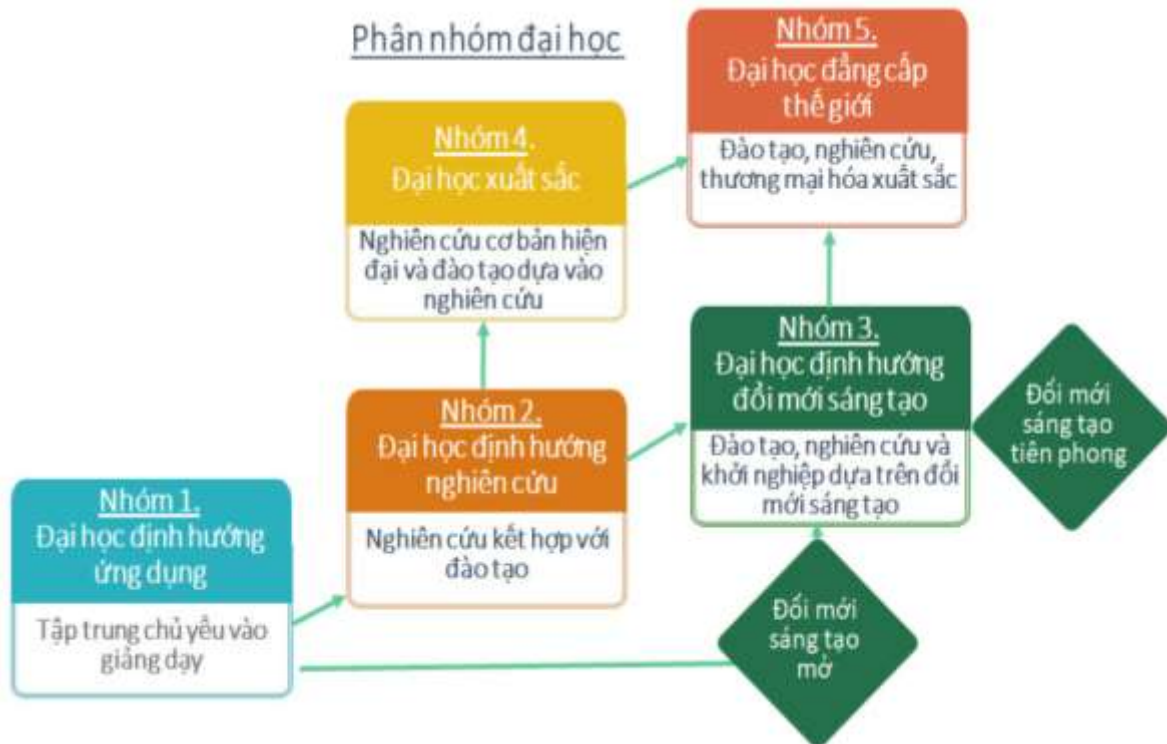 Phân nhóm đại học
Nhóm 5.
Đại học đẳng cấp
thế giới
Đào tạo, nghiên cứu,
thương mại hóa xuất sắc
Nhóm 4.
Đại học xuất sắc
Nghiên cứu cơ bản hiện
đại và đào tạo dựa vào
nghiên cứu
Nhóm 3.
Đại học định hướng
đổi mới sáng tạo
Đào tạo, nghiên cứu và
khởi nghiệp dựa trên đổi
mới sáng tạo
Đổi mới
sáng tạo
tiên phong
Nhóm 2.
Đại học định hướng
nghiên cứu
Nghiên cứu kết hợp với
đào tạo
Nhóm 1.
Đại học định hướng
ứng dụng
Tập trung chủ yếu vào
giảng dạy
Đổi mới
sáng tạo
mở